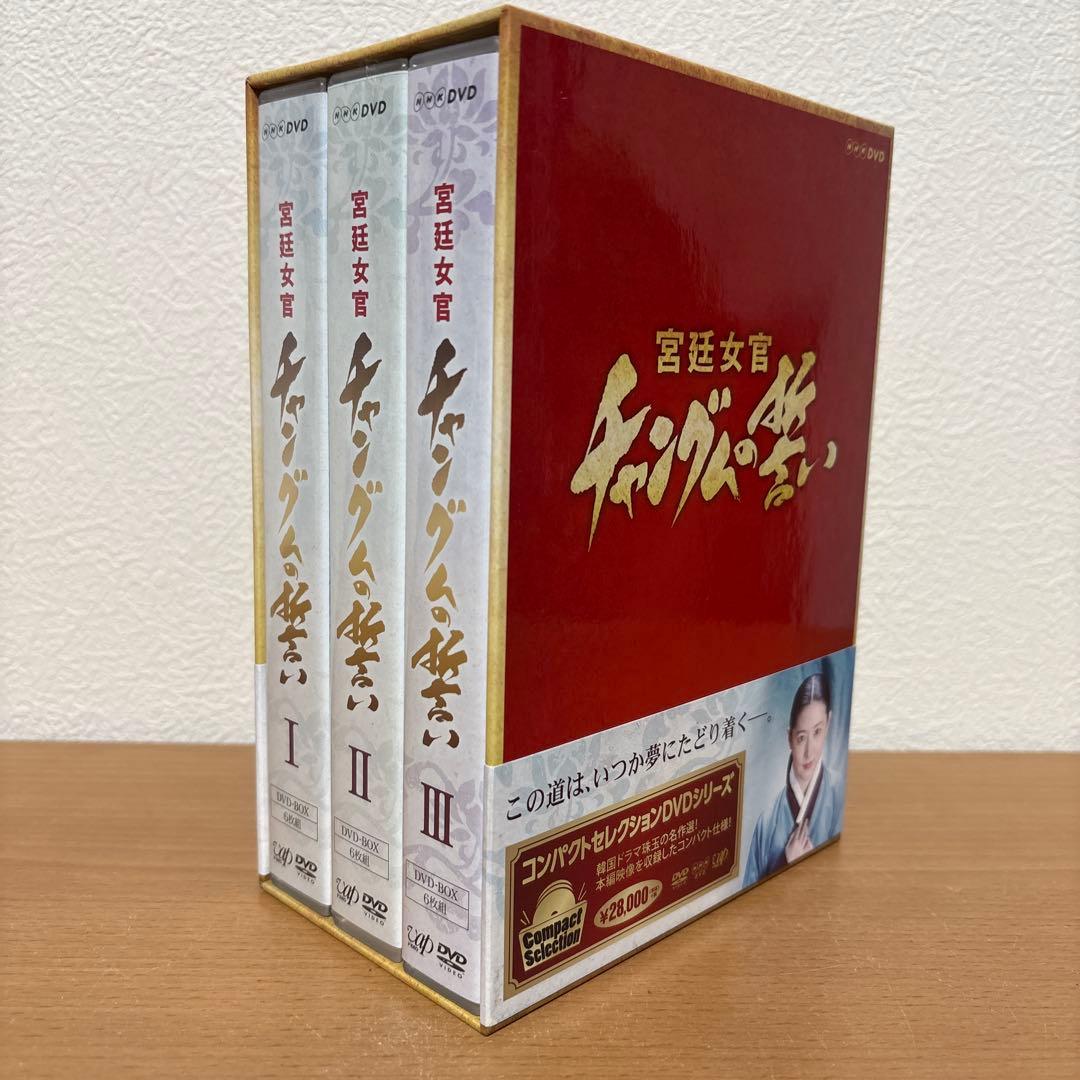 NHK DVD
宮廷女官
チャングムの誓い
I
DVD-BOX
6枚組
vap
DVD
VIDEO
NHK DVD
宮廷女官
チャングムの誓い
II
DVD-BOX
6枚組
vap
DVD
VIDEO
NHK DVD
宮廷女官
チャングムの誓い
III
DVD-BOX
6枚組
vap
DVD
VIDEO
NHK DVD
宮廷女官
チャングムの誓い
この道は、いつか夢にたどり着く―。
コンパクトセレクションDVDシリーズ
韓国ドラマ珠玉の名作選!
本編映像を収録したコンパクト仕様!
¥28,000
Compact
Selection